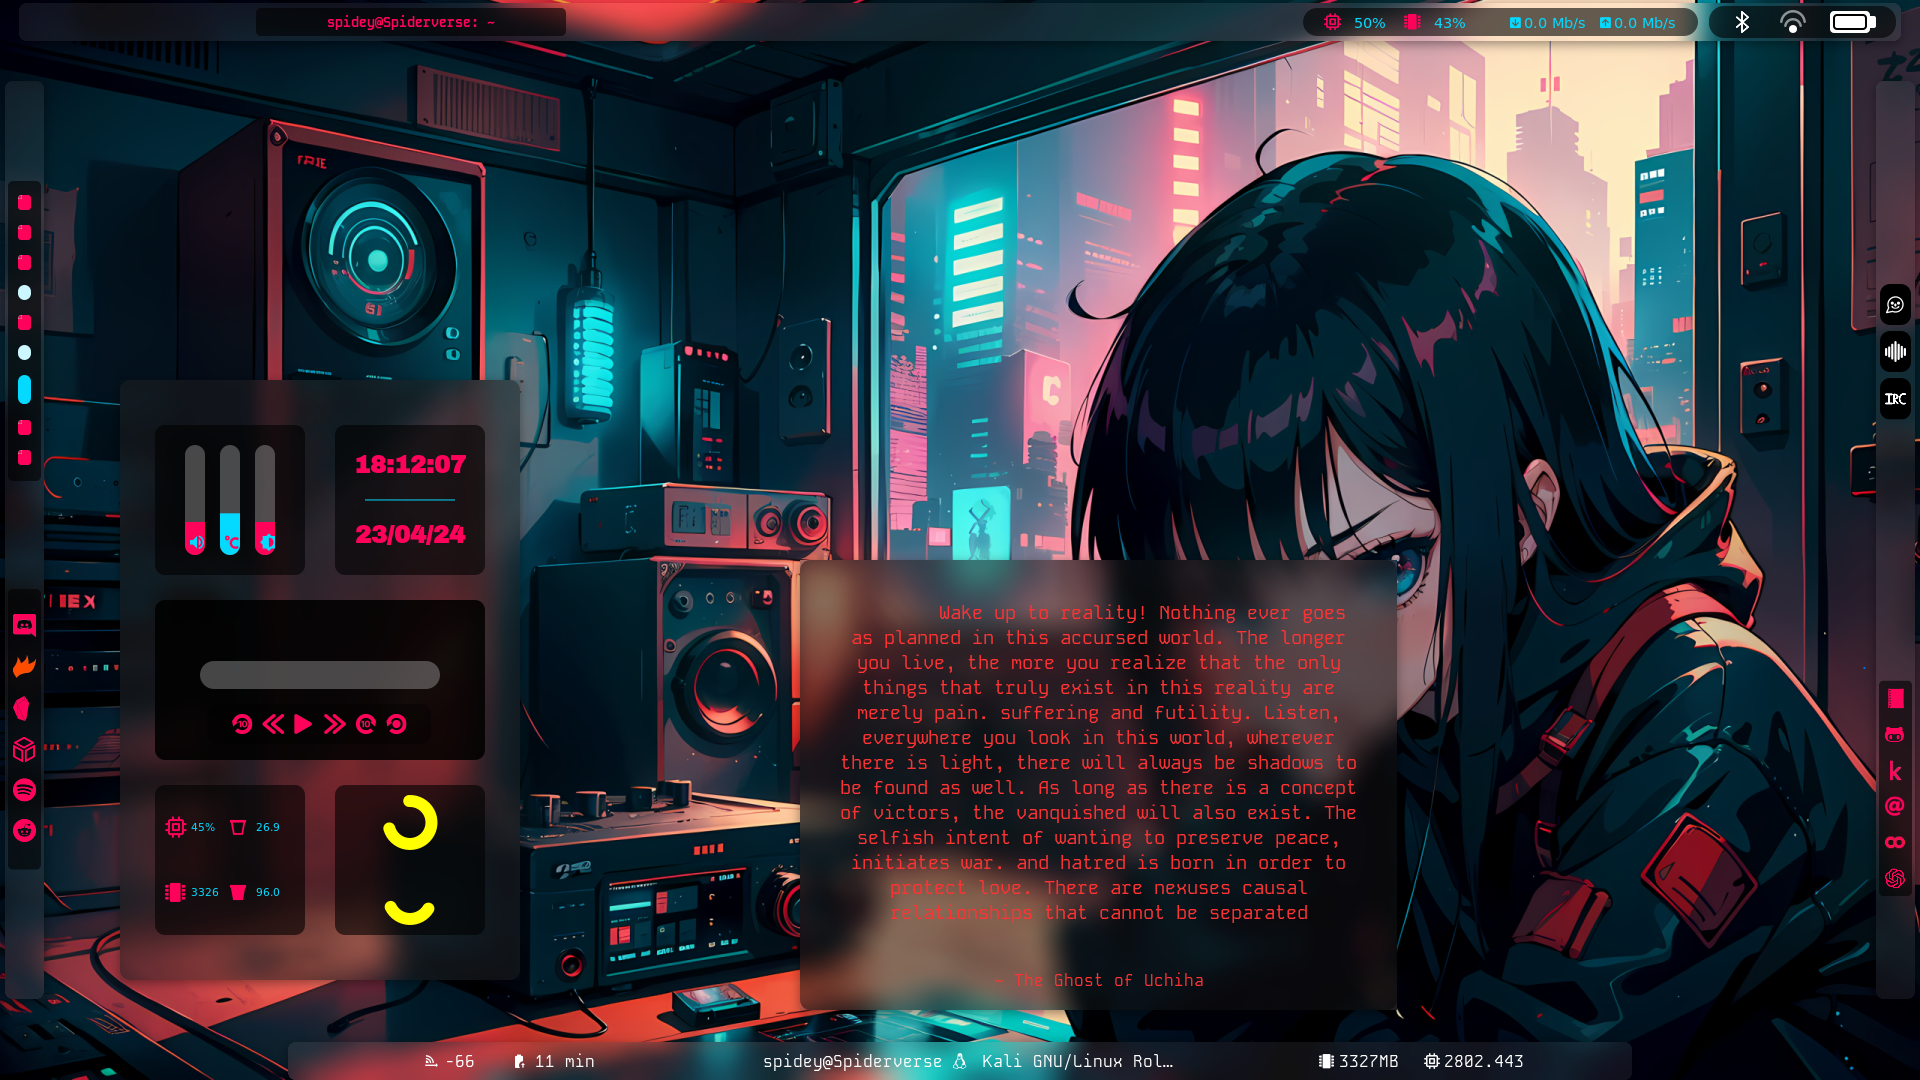 spidey@Spiderverse: ~
50%
43%
0.0 Mb/s
0.0 Mb/s
IRC
18:12:07
23/04/24
10
10
45%
26.9
3326
96.0
Wake up to reality! Nothing ever goes
as planned in this accursed world. The longer
you live, the more you realize that the only
things that truly exist in this reality are
merely pain. suffering and futility. Listen,
everywhere you look in this world, wherever
there is light, there will always be shadows to
be found as well. As long as there is a concept
of victors, the vanquished will also exist. The
selfish intent of wanting to preserve peace,
initiates war. and hatred is born in order to
protect love. There are nexuses causal
relationships that cannot be separated
- The Ghost of Uchiha
-66
11 min
spidey@Spiderverse
Kali GNU/Linux Rol…
3327MB
2802.443